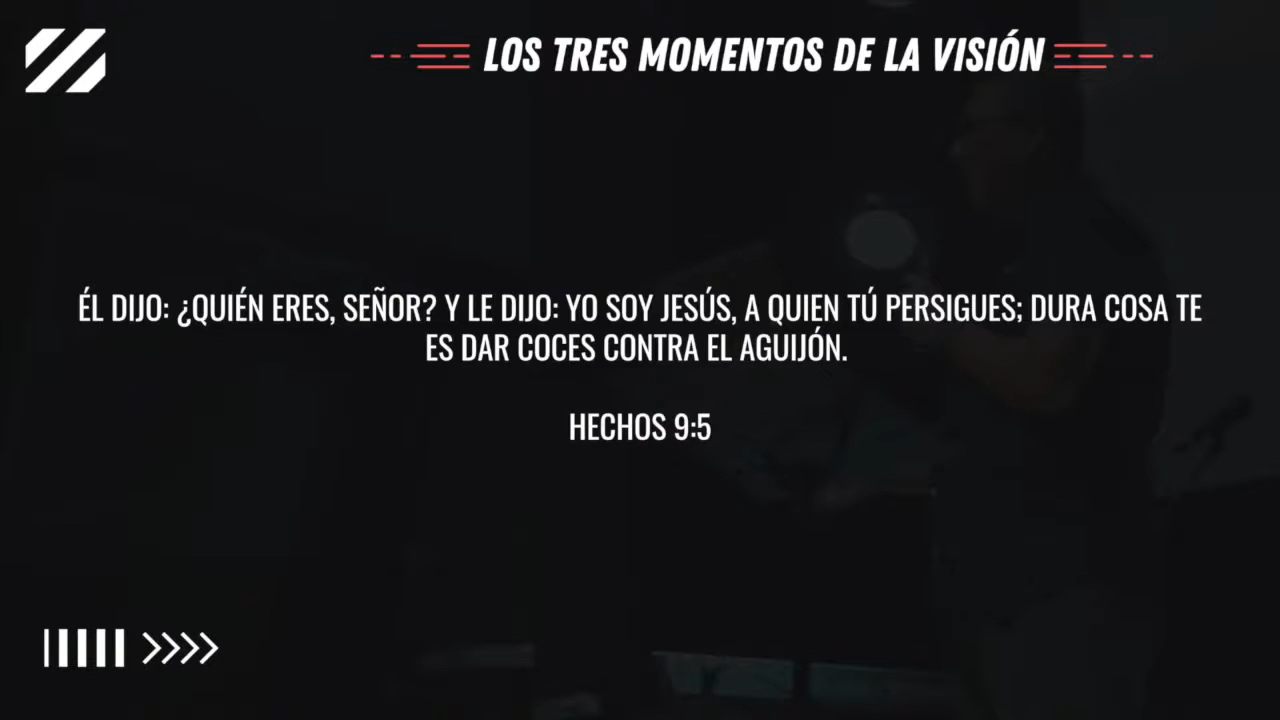 LOS TRES MOMENTOS DE LA VISIÓN
ÉL DIJO: ¿QUIÉN ERES, SEÑOR? Y LE DIJO: YO SOY JESÚS, A QUIEN TÚ PERSIGUES; DURA COSA TE
ES DAR COCES CONTRA EL AGUIJÓN.
HECHOS 9:5